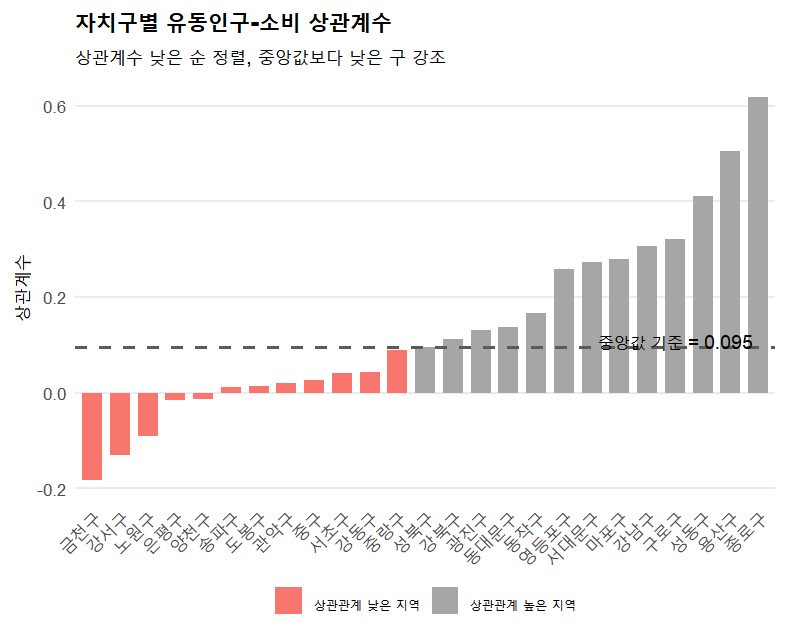 자치구별 유동인구-소비 상관계수
상관계수 낮은 순 정렬, 중앙값보다 낮은 구 강조
상관계수
0.6
0.4
0.2
0.0
-0.2
중앙값 기준 = 0.095
금천구
강서구
노원구
은평구
양천구
송파구
도봉구
관악구
중구
서초구
강동구
중랑구
성북구
강북구
광진구
동대문구
동작구
영등포구
서대문구
마포구
강남구
구로구
성동구
용산구
종로구
상관관계 낮은 지역
상관관계 높은 지역